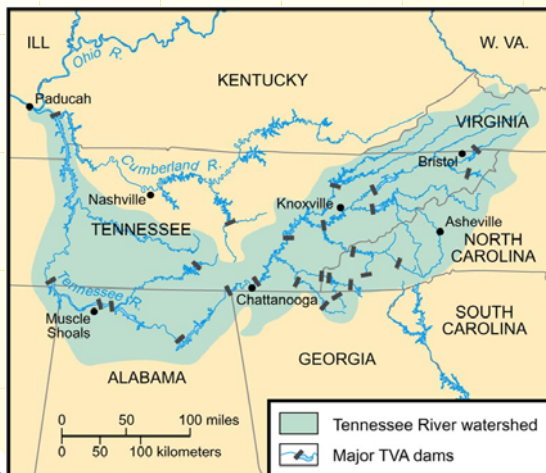 ILL
Ohio R.
W. VA.
KENTUCKY
Paducah
VIRGINIA
Bristol
Cumberland R.
Nashville
Knoxville
TENNESSEE
Asheville
NORTH
CAROLINA
Tennessee R.
Chattanooga
Muscle
Shoals
SOUTH
CAROLINA
GEORGIA
ALABAMA
0 50 100 miles
0 50 100 kilometers
Tennessee River watershed
Major TVA dams